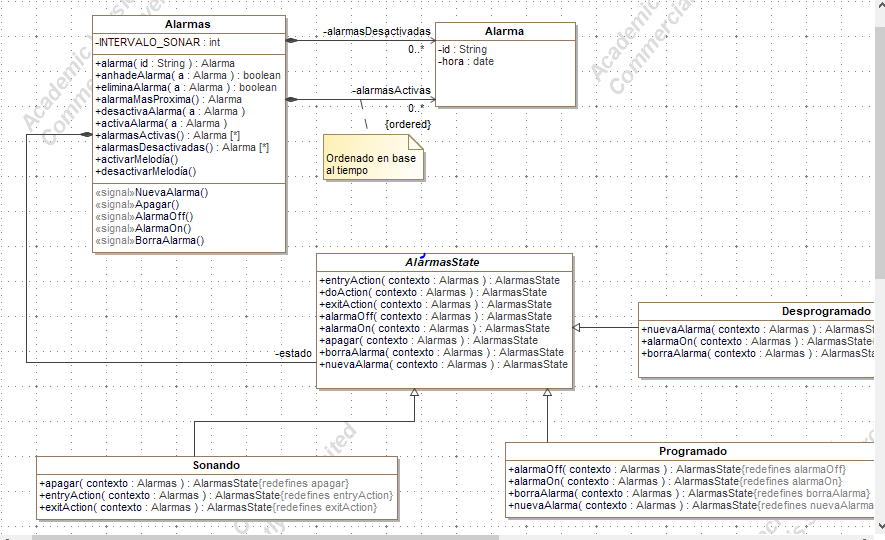 Alarmas
-INTERVALO_SONAR : int
+alarma( id : String ) : Alarma
+anhadeAlarma( a : Alarma ) : boolean
+eliminaAlarma( a : Alarma ) : boolean
+alarmaMasProxima() : Alarma
+desactivaAlarma( a : Alarma )
+activaAlarma( a : Alarma )
+alarmasActivas() : Alarma [*]
+alarmasDesactivadas() : Alarma [*]
+activarMelodía()
+desactivarMelodía()
«signal»NuevaAlarma()
«signal»Apagar()
«signal»AlarmaOff()
«signal»AlarmaOn()
«signal»BorraAlarma()
-alarmasDesactivadas
0..*
-alarmasActivas
0..*
{ordered}
Alarma
-id : String
-hora : date
Ordenado en base
al tiempo
-estado
AlarmasState
+entryAction( contexto : Alarmas ) : AlarmasState
+doAction( contexto : Alarmas ) : AlarmasState
+exitAction( contexto : Alarmas ) : AlarmasState
+alarmaOff( contexto : Alarmas ) : AlarmasState
+alarmaOn( contexto : Alarmas ) : AlarmasState
+apagar( contexto : Alarmas ) : AlarmasState
+borraAlarma( contexto : Alarmas ) : AlarmasState
+nuevaAlarma( contexto : Alarmas ) : AlarmasState
Desprogramado
+nuevaAlarma( contexto : Alarmas ) : AlarmasSt
+alarmaOn( contexto : Alarmas ) : AlarmasState
+borraAlarma( contexto : Alarmas ) : AlarmasSta
Sonando
+apagar( contexto : Alarmas ) : AlarmasState{redefines apagar}
+entryAction( contexto : Alarmas ) : AlarmasState{redefines entryAction}
+exitAction( contexto : Alarmas ) : AlarmasState{redefines exitAction}
Programado
+alarmaOff( contexto : Alarmas ) : AlarmasState{redefines alarmaOff}
+alarmaOn( contexto : Alarmas ) : AlarmasState{redefines alarmaOn}
+borraAlarma( contexto : Alarmas ) : AlarmasState{redefines borraAlarma}
+nuevaAlarma( contexto : Alarmas ) : AlarmasState{redefines nuevaAlarma